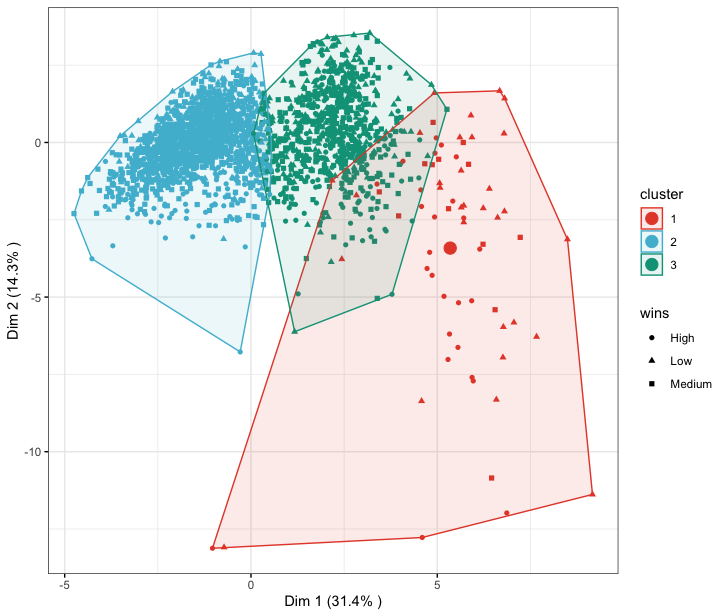 0
-5
-10
Dim 2 (14.3% )
-5
0
5
Dim 1 (31.4% )
cluster
1
2
3
wins
High
Low
Medium